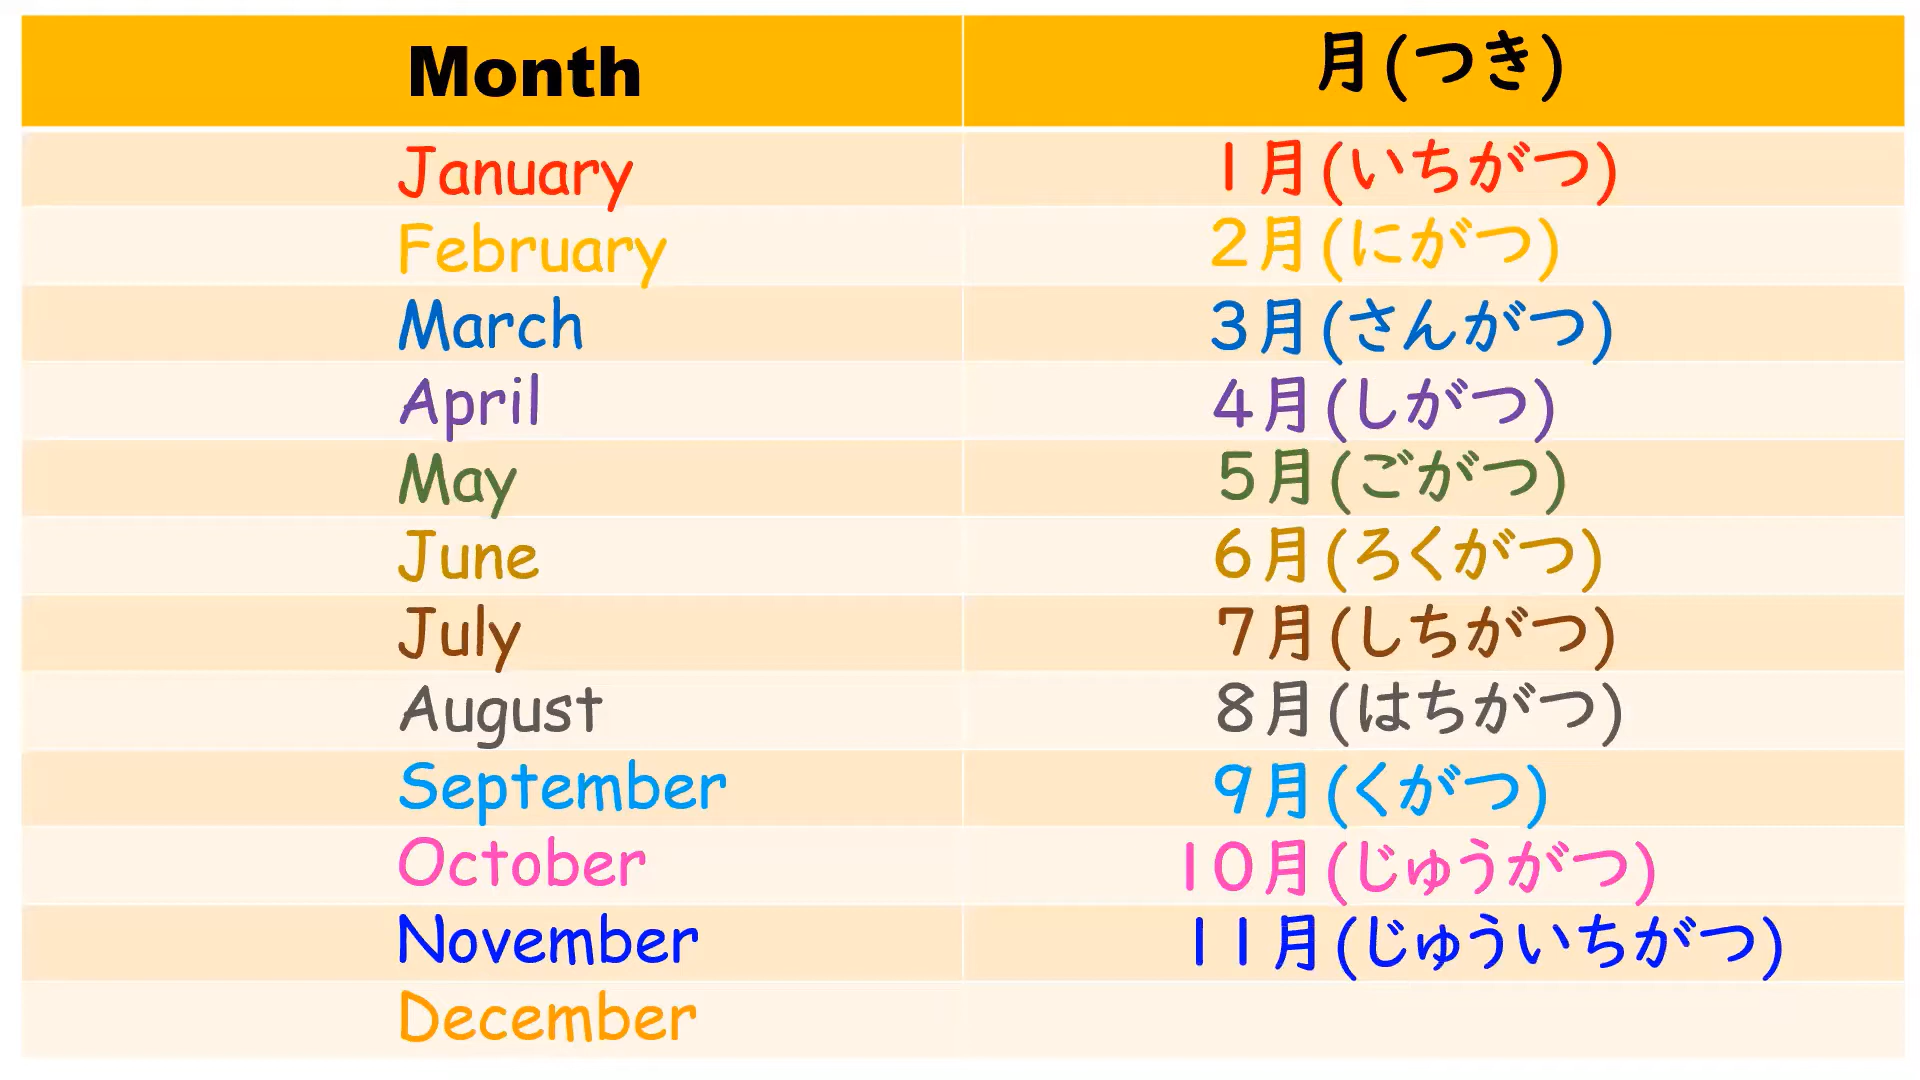 Month 月(つき)
January 1月(いちがつ)
February 2月(にがつ)
March 3月(さんがつ)
April 4月(しがつ)
May 5月(ごがつ)
June 6月(ろくがつ)
July 7月(しちがつ)
August 8月(はちがつ)
September 9月(くがつ)
October 10月(じゅうがつ)
November 11月(じゅういちがつ)
December